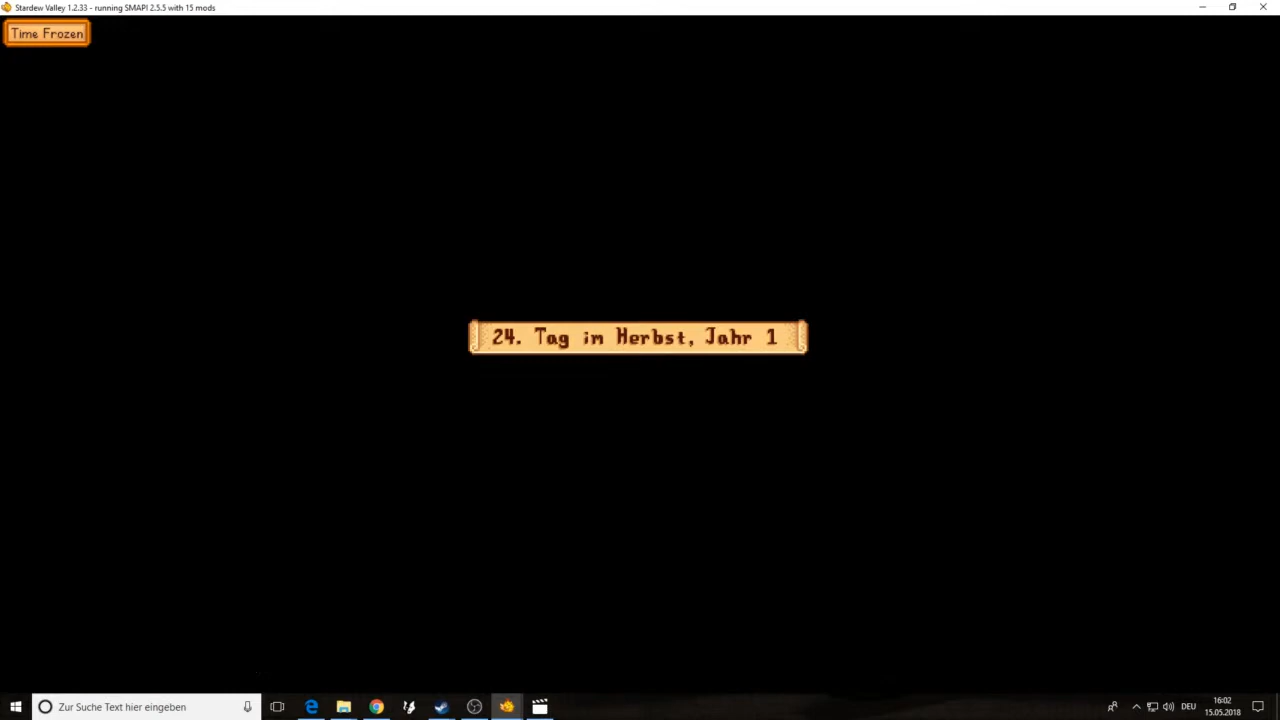 Stardew Valley 1.2.33 - running SMAPI 2.5.5 with 15 mods
Time Frozen
24. Tag im Herbst, Jahr 1
Zur Suche Text hier eingeben
DEU
16:02
15.05.2018